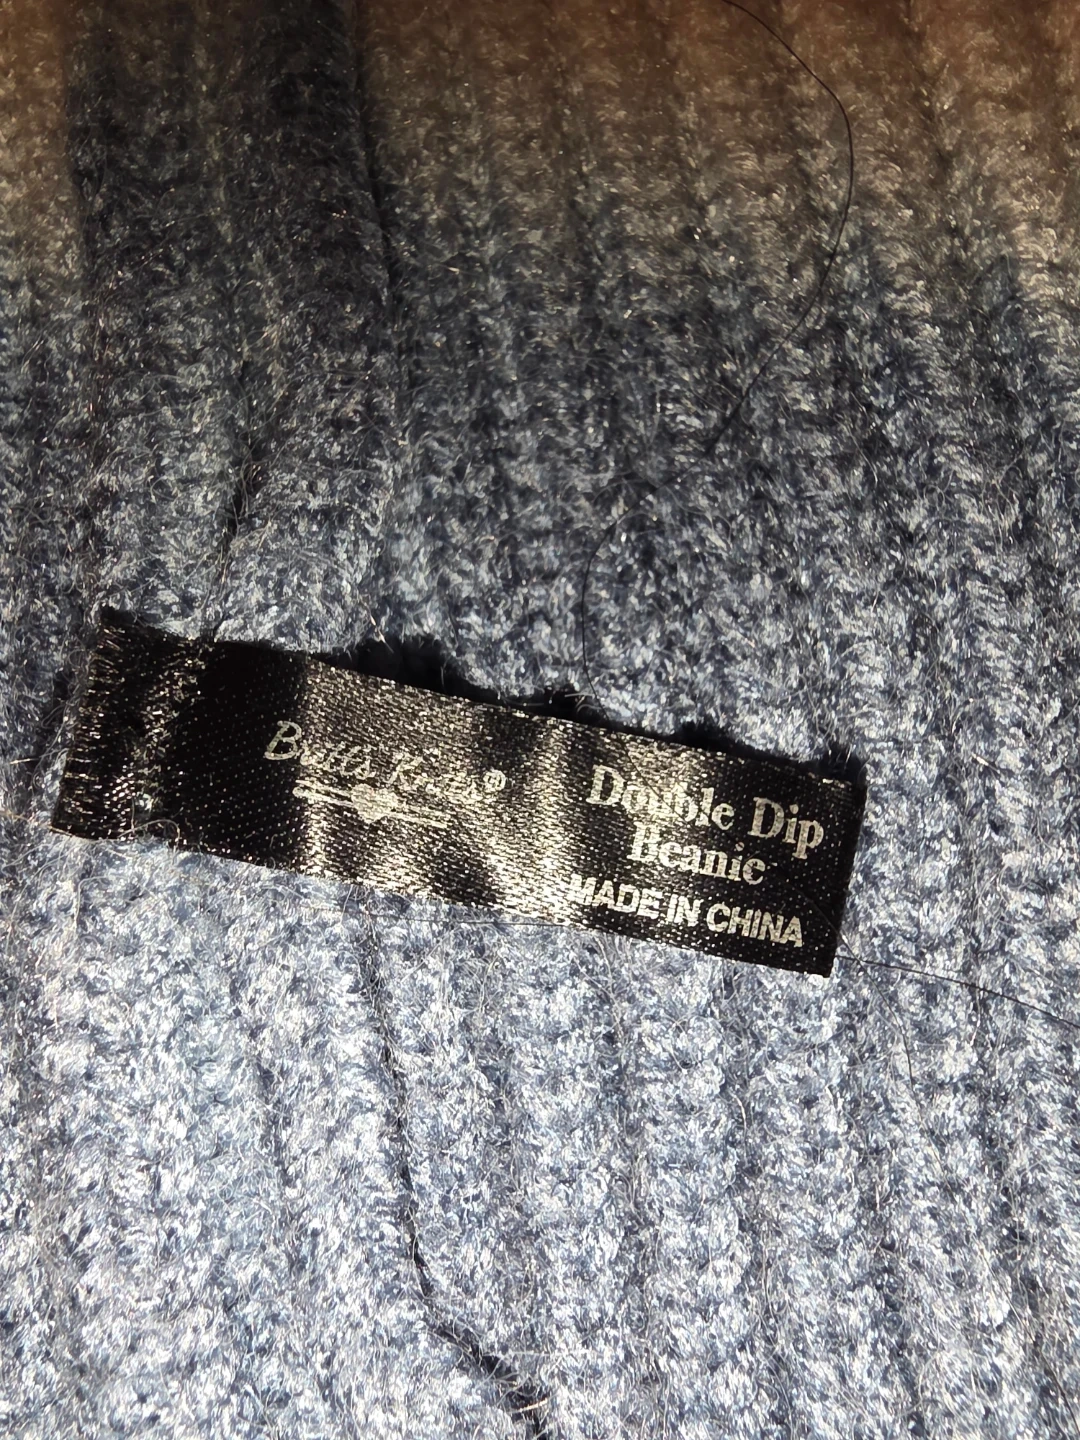 Britt's Knits®
Double Dip
Beanie
MADE IN CHINA